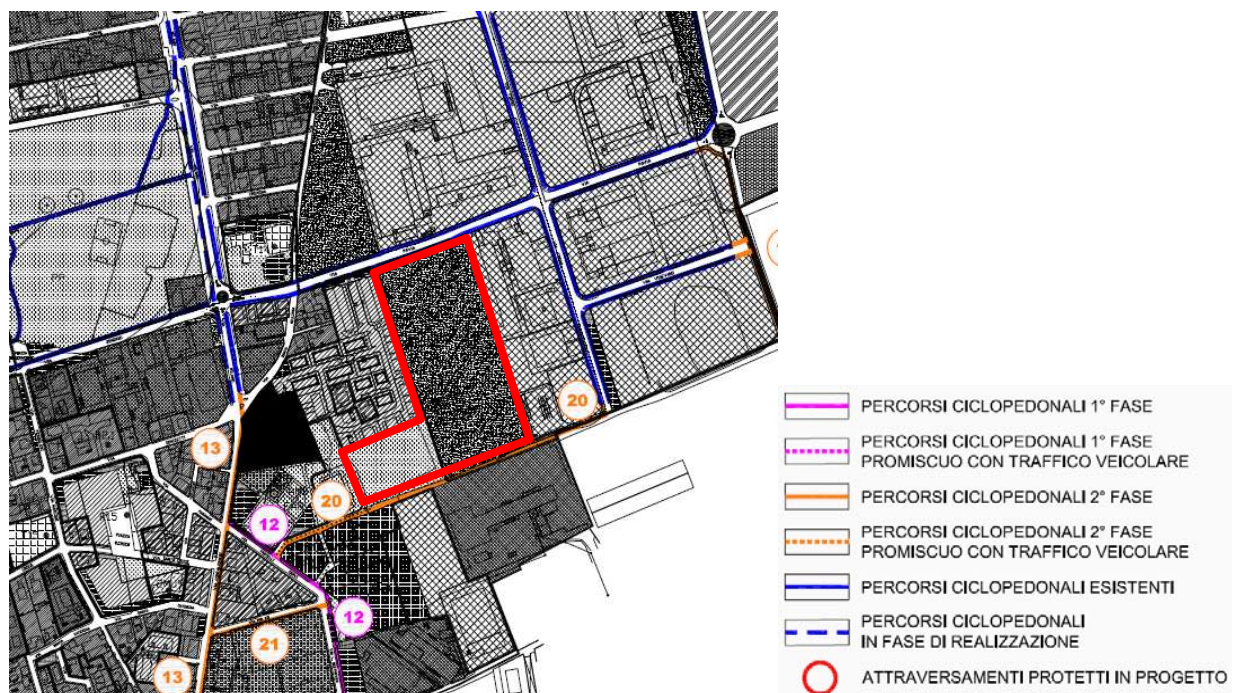 20
13
20
12
12
21
13
PERCORSI CICLOPEDONALI 1° FASE
PERCORSI CICLOPEDONALI 1° FASE
PROMISCUO CON TRAFFICO VEICOLARE
PERCORSI CICLOPEDONALI 2° FASE
PERCORSI CICLOPEDONALI 2° FASE
PROMISCUO CON TRAFFICO VEICOLARE
PERCORSI CICLOPEDONALI ESISTENTI
PERCORSI CICLOPEDONALI
IN FASE DI REALIZZAZIONE
ATTRAVERSAMENTI PROTETTI IN PROGETTO